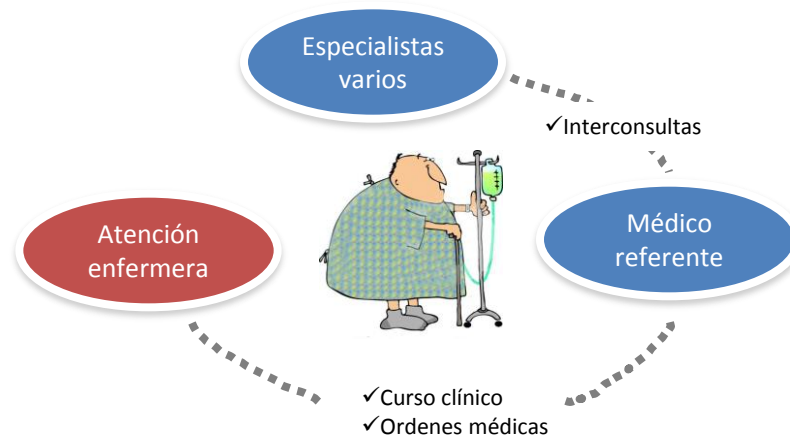 Especialistas
varios
✓Interconsultas
Atención
enfermera
Médico
referente
✓Curso clínico
✓Ordenes médicas